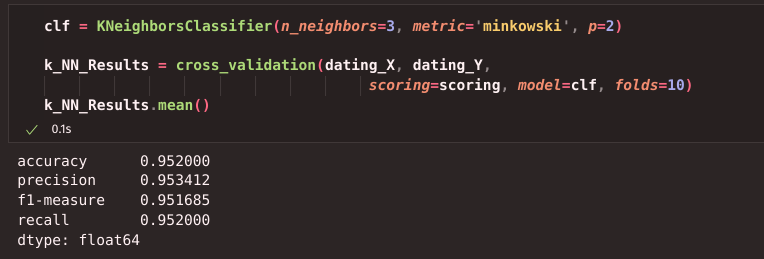 clf = KNeighborsClassifier(n_neighbors=3, metric='minkowski', p=2)
k_NN_Results = cross_validation(dating_X, dating_Y,
scoring=scoring, model=clf, folds=10)
k_NN_Results.mean()
✓ 0.1s
accuracy 0.952000
precision 0.953412
f1-measure 0.951685
recall 0.952000
dtype: float64